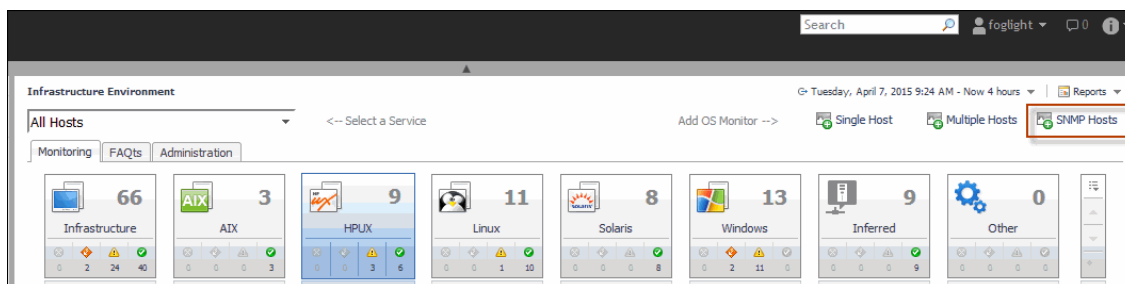 Search foglight 0
Infrastructure Environment Tuesday, April 7, 2015 9:24 AM - Now 4 hours Reports
All Hosts <-- Select a Service Add OS Monitor --> Single Host Multiple Hosts SNMP Hosts
Monitoring FAQts Administration
66 AIX 3 HP UX 9 11 SOLARIS 8 13 9 0
Infrastructure AIX HPUX Linux Solaris Windows Inferred Other
0 2 24 40 0 0 0 3 0 0 3 6 0 0 1 10 0 0 0 8 0 2 11 0 0 0 0 9 0 0 0 0